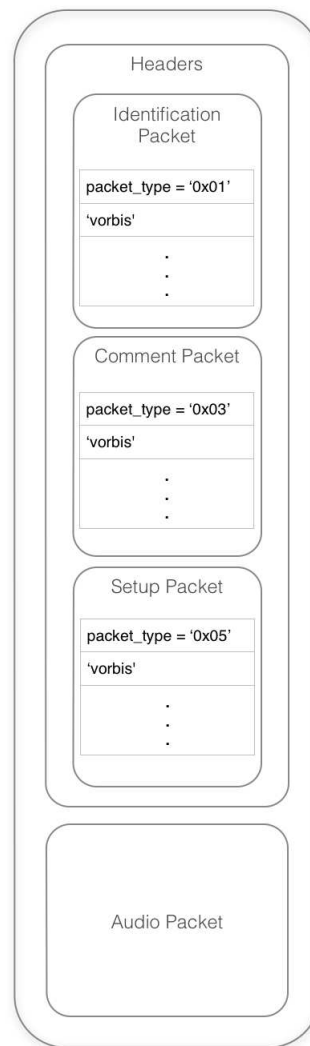 Headers
Identification
Packet
packet_type = ‘0x01’
‘vorbis'
.
.
.
Comment Packet
packet_type = ‘0x03’
‘vorbis'
.
.
.
Setup Packet
packet_type = ‘0x05’
‘vorbis'
.
.
.
Audio Packet